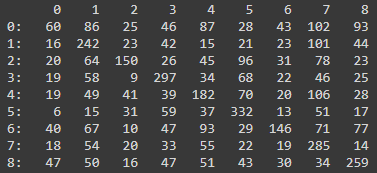 0 1 2 3 4 5 6 7 8
0: 60 86 25 46 87 28 43 102 93
1: 16 242 23 42 15 21 23 101 44
2: 20 64 150 26 45 96 31 78 23
3: 19 58 9 297 34 68 22 46 25
4: 19 49 41 39 182 70 20 106 28
5: 6 15 31 59 37 332 13 51 17
6: 40 67 10 47 93 29 146 71 77
7: 18 54 20 33 55 22 19 285 14
8: 47 50 16 47 51 43 30 34 259